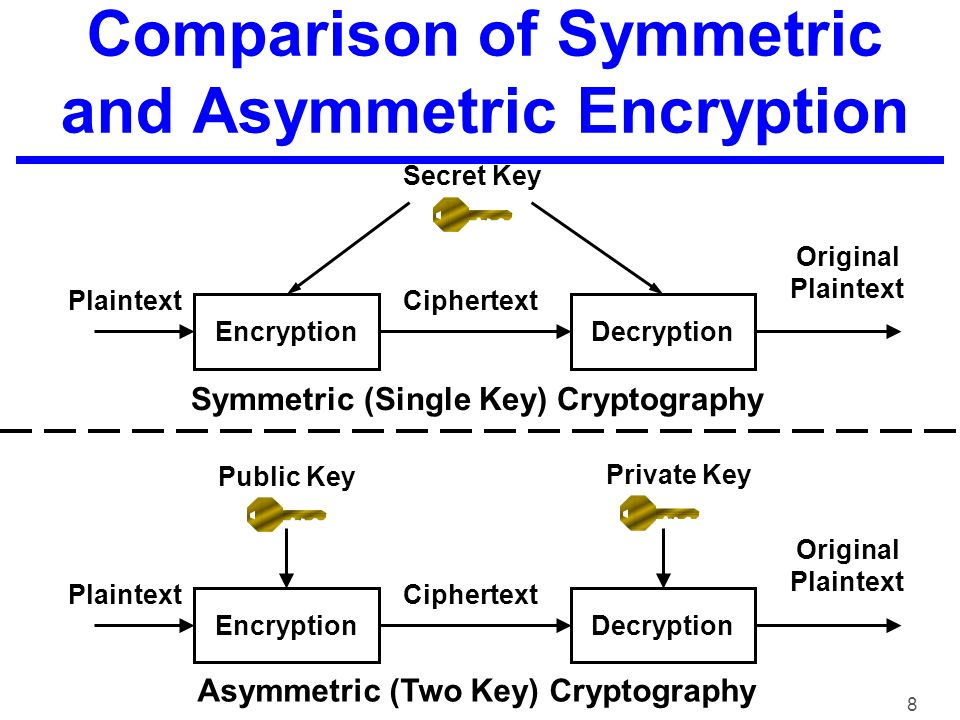 Comparison of Symmetric
and Asymmetric Encryption
Secret Key
Original
Plaintext
Plaintext
Ciphertext
Encryption
Decryption
Symmetric (Single Key) Cryptography
Public Key
Private Key
Original
Plaintext
Plaintext
Ciphertext
Encryption
Decryption
Asymmetric (Two Key) Cryptography
8